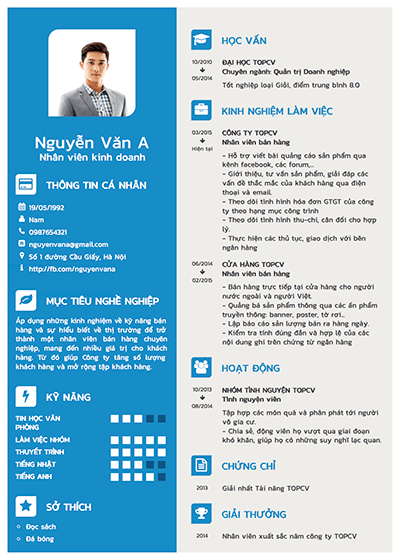 Nguyễn Văn A
Nhân viên kinh doanh
THÔNG TIN CÁ NHÂN
19/05/1992
Nam
0987654321
nguyenvana@gmail.com
Số 1 đường Cầu Giấy, Hà Nội
http://fb.com/nguyenvana
MỤC TIÊU NGHỀ NGHIỆP
Áp dụng những kinh nghiệm về kỹ năng bán
hàng và sự hiểu biết về thị trường để trở
thành một nhân viên bán hàng chuyên
nghiệp, mang đến nhiều giá trị cho khách
hàng. Từ đó giúp Công ty tăng số lượng
khách hàng và mở rộng tập khách hàng.
KỸ NĂNG
TIN HỌC VĂN
PHÒNG
LÀM VIỆC NHÓM
THUYẾT TRÌNH
TIẾNG NHẬT
TIẾNG ANH
SỞ THÍCH
Đọc sách
Đá bóng
HỌC VẤN
10/2010
05/2014
ĐẠI HỌC TOPCV
Chuyên ngành: Quản trị Doanh nghiệp
Tốt nghiệp loại Giỏi, điểm trung bình 8.0
KINH NGHIỆM LÀM VIỆC
03/2015
Hiện tại
CÔNG TY TOPCV
Nhân viên bán hàng
- Hỗ trợ viết bài quảng cáo sản phẩm qua
kênh facebook, các forum,...
- Giới thiệu, tư vấn sản phẩm, giải đáp các
vấn đề thắc mắc của khách hàng qua điện
thoại và email.
- Theo dõi tình hình hóa đơn GTGT của công
ty theo hạng mục công trình
- Theo dõi tình hình thu-chi, cân đối cho hợp
lý.
- Thực hiện các thủ tục, giao dịch với bên
ngân hàng
06/2014
02/2015
CỬA HÀNG TOPCV
Nhân viên bán hàng
- Bán hàng trực tiếp tại cửa hàng cho người
nước ngoài và người Việt.
- Quảng bá sản phẩm thông qua các ấn phẩm
truyền thông: banner, poster, tờ rơi...
- Lập báo cáo sản lượng bán ra hàng ngày.
- Kiểm tra tính đúng đắn và hợp lệ của các
nội dung ghi trên chứng từ ngân hàng
HOẠT ĐỘNG
10/2013
08/2014
NHÓM TÌNH NGUYỆN TOPCV
Tình nguyện viên
Tập hợp các món quà và phân phát tới người
vô gia cư.
- Chia sẻ, động viên họ vượt qua giai đoạn
khó khăn, giúp họ có những suy nghĩ lạc quan.
CHỨNG CHỈ
2013
Giải nhất Tài năng TOPCV
GIẢI THƯỞNG
2014
Nhân viên xuất sắc năm công ty TOPCV